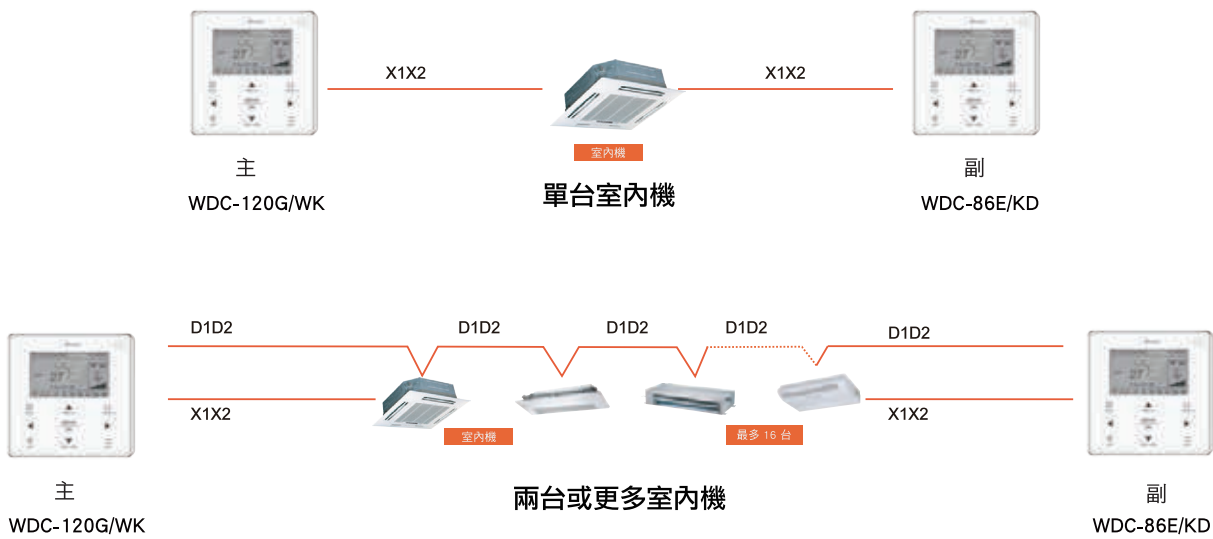 X1X2
X1X2
室內機
主
副
單台室內機
WDC-120G/WK
WDC-86E/KD
D1D2
D1D2
D1D2
D1D2
D1D2
X1X2
X1X2
室內機
最多 16 台
主
兩台或更多室內機
副
WDC-120G/WK
WDC-86E/KD